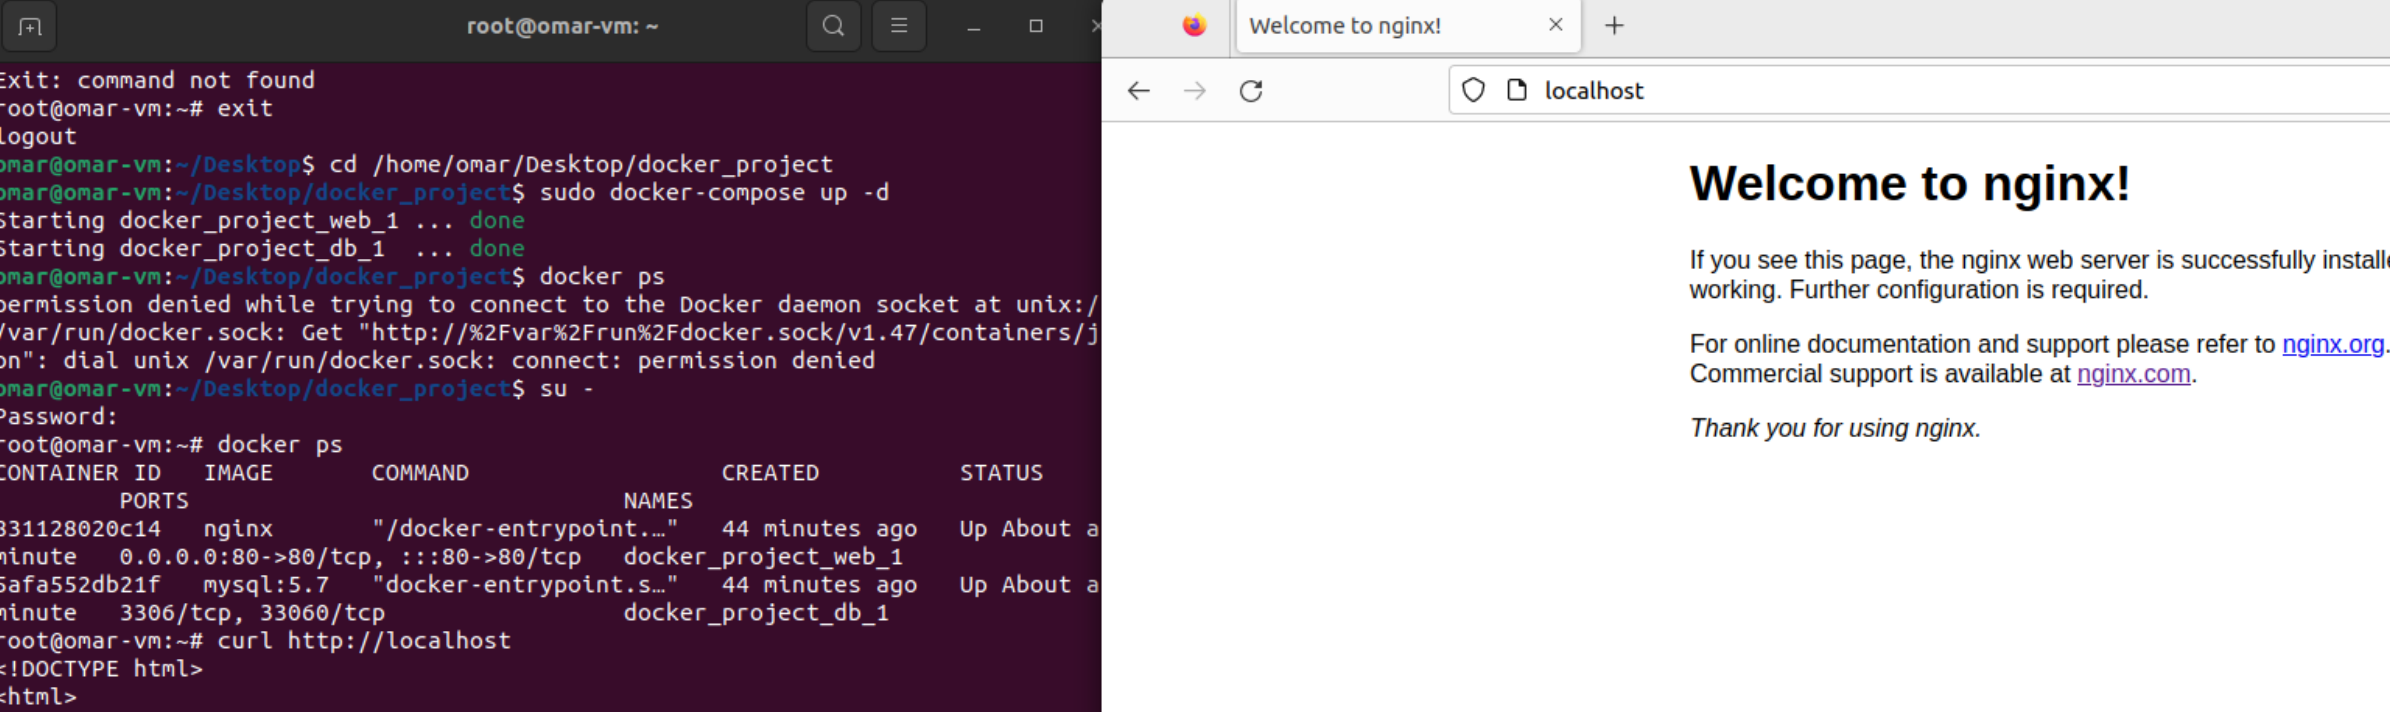 root@omar-vm: ~
Exit: command not found
root@omar-vm:~# exit
logout
omar@omar-vm:~/Desktop$ cd /home/omar/Desktop/docker_project
omar@omar-vm:~/Desktop/docker_project$ sudo docker-compose up -d
Starting docker_project_web_1 ... done
Starting docker_project_db_1  ... done
omar@omar-vm:~/Desktop/docker_project$ docker ps
permission denied while trying to connect to the Docker daemon socket at unix:/
/var/run/docker.sock: Get "http://%2Fvar%2Frun%2Fdocker.sock/v1.47/containers/j
on": dial unix /var/run/docker.sock: connect: permission denied
omar@omar-vm:~/Desktop/docker_project$ su -
Password:
root@omar-vm:~# docker ps
CONTAINER ID   IMAGE       COMMAND                  CREATED          STATUS
PORTS                               NAMES
831128020c14   nginx       "/docker-entrypoint.…"   44 minutes ago   Up About a
minute   0.0.0.0:80->80/tcp, :::80->80/tcp   docker_project_web_1
5afa552db21f   mysql:5.7   "docker-entrypoint.s…"   44 minutes ago   Up About a
minute   3306/tcp, 33060/tcp                 docker_project_db_1
root@omar-vm:~# curl http://localhost
<!DOCTYPE html>
<html>
Welcome to nginx!
localhost
Welcome to nginx!
If you see this page, the nginx web server is successfully install
working. Further configuration is required.
For online documentation and support please refer to nginx.org.
Commercial support is available at nginx.com.
Thank you for using nginx.